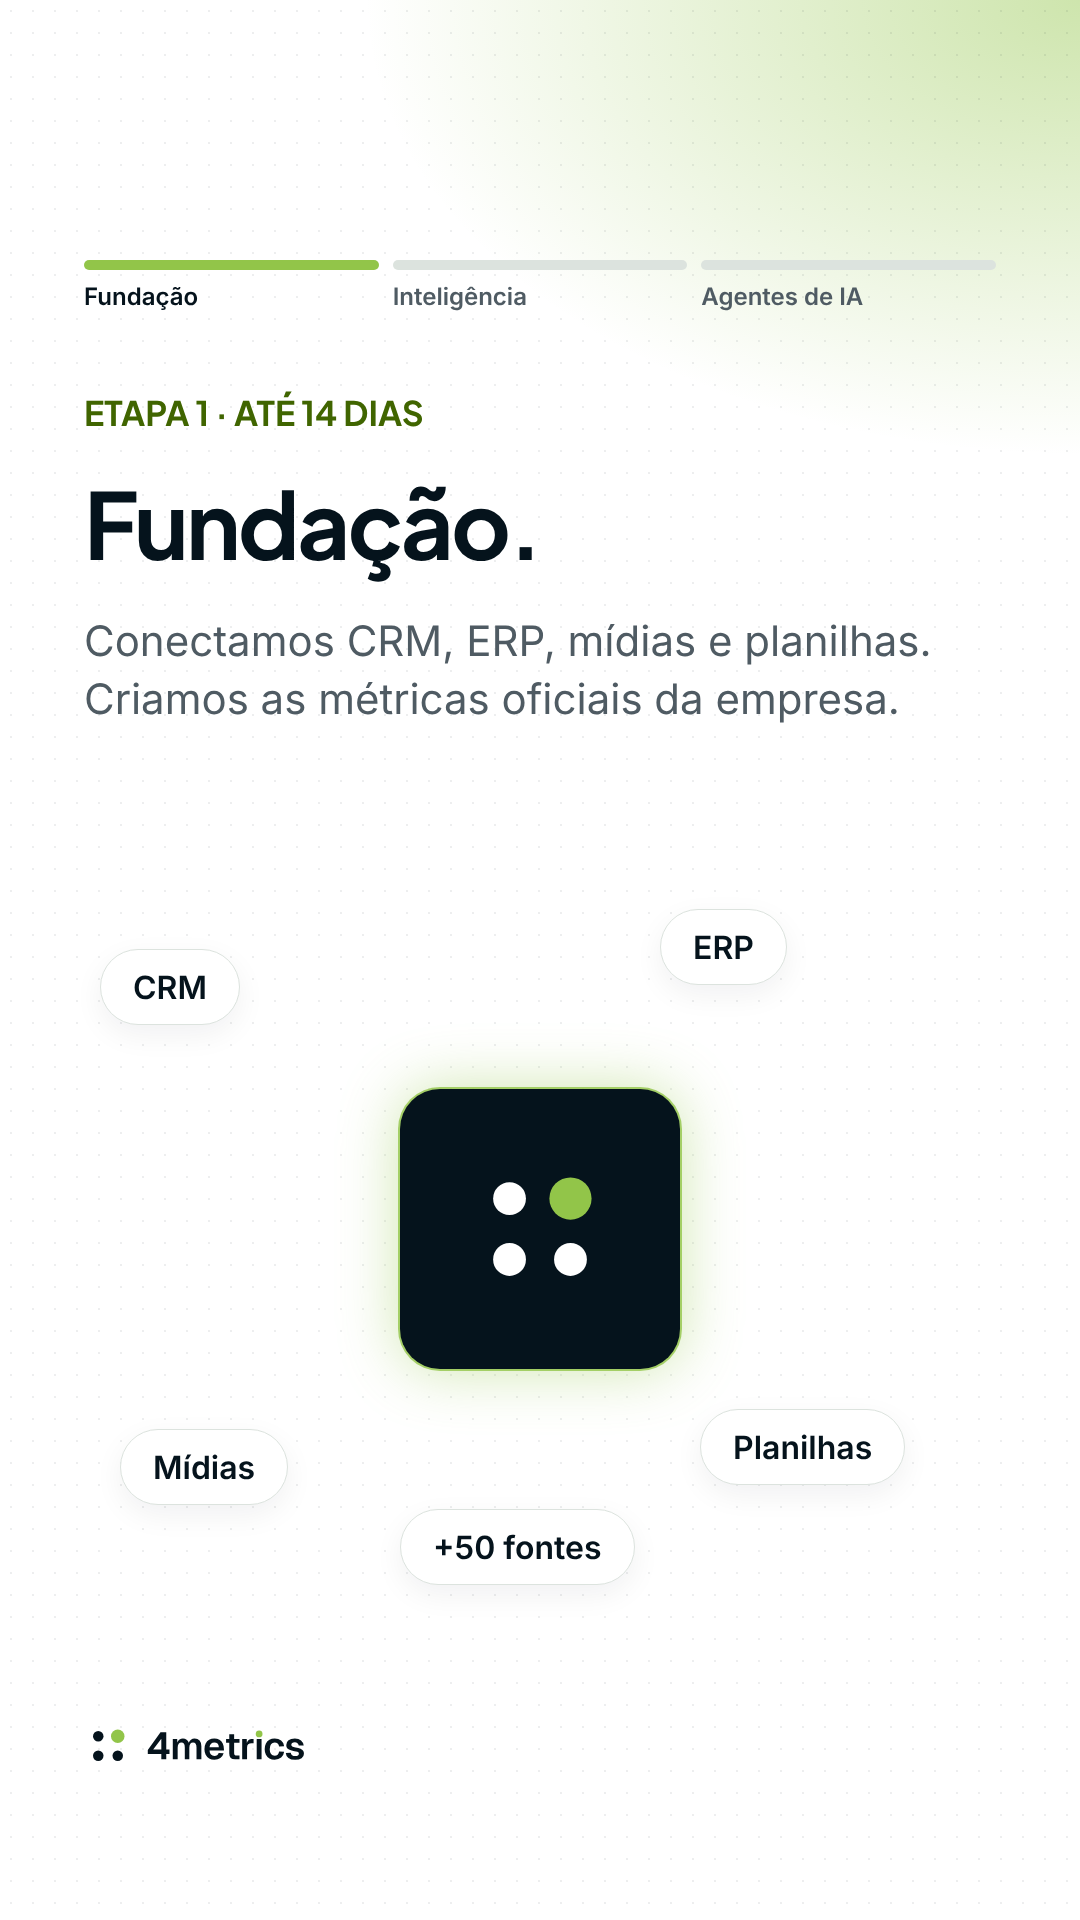 Fundação
Inteligência
Agentes de IA
ETAPA 1 · ATÉ 14 DIAS
Fundação.
Conectamos CRM, ERP, mídias e planilhas.
Criamos as métricas oficiais da empresa.
ERP
CRM
Planilhas
Mídias
+50 fontes
4metrics